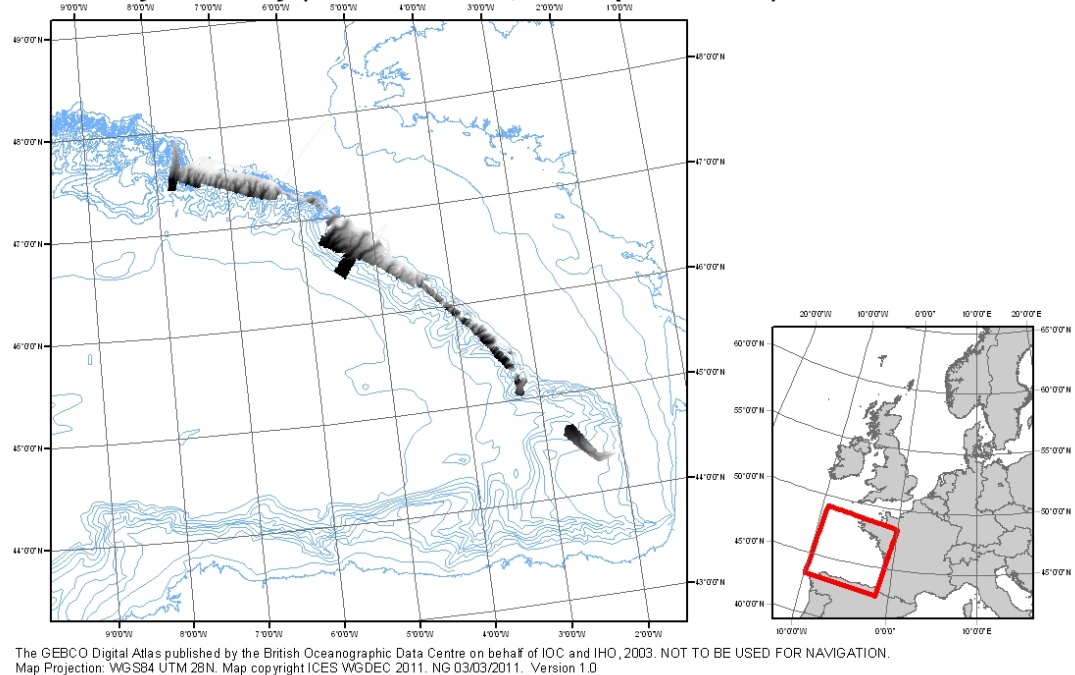 9°0'0"W 8°0'0"W 7°0'0"W 6°0'0"W 5°0'0"W 4°0'0"W 3°0'0"W 2°0'0"W 1°0'0"W
49°0'0"N
48°0'0"N
48°0'0"N
47°0'0"N
47°0'0"N
46°0'0"N
46°0'0"N
45°0'0"N
45°0'0"N
44°0'0"N
44°0'0"N
43°0'0"N
9°0'0"W 8°0'0"W 7°0'0"W 6°0'0"W 5°0'0"W 4°0'0"W 3°0'0"W 2°0'0"W
20°0'0"W 10°0'0"W 0°0'0" 10°0'0"E 20°0'0"E
65°0'0"N
60°0'0"N
60°0'0"N
55°0'0"N
55°0'0"N
50°0'0"N
50°0'0"N
45°0'0"N
45°0'0"N
40°0'0"N
10°0'0"W 0°0'0" 10°0'0"E
The GEBCO Digital Atlas published by the British Oceanographic Data Centre on behalf of IOC and IHO, 2003. NOT TO BE USED FOR NAVIGATION.
Map Projection: WGS84 UTM 28N. Map copyright ICES WGDEC 2011. NG 03/03/2011. Version 1.0